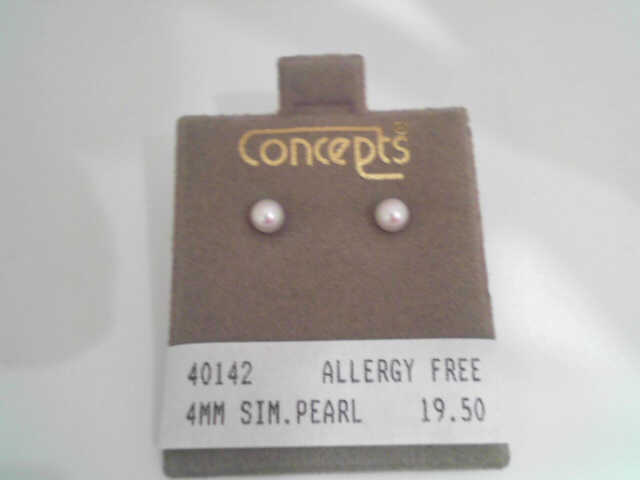 Concepts
40142 ALLERGY FREE
4MM SIM.PEARL 19.50